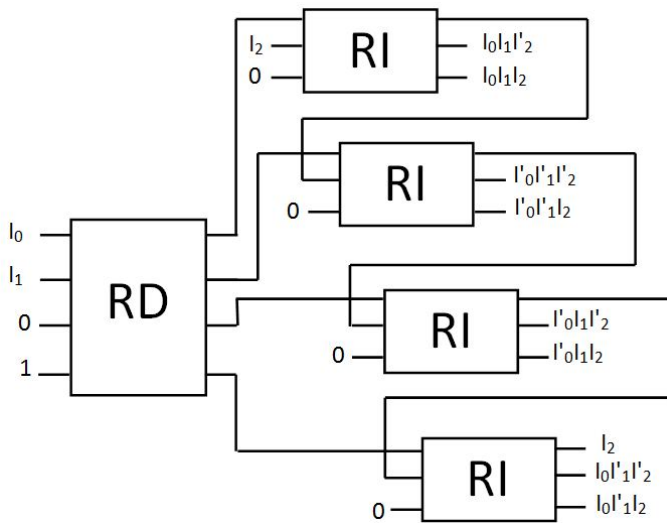 I₂
0
RI
I₀I₁I'₂
I₀I₁I₂
0
RI
I'₀I'₁I'₂
I'₀I'₁I₂
I₀
I₁
0
1
RD
0
RI
I'₀I₁I'₂
I'₀I₁I₂
0
RI
I₂
I₀I'₁I'₂
I₀I'₁I₂